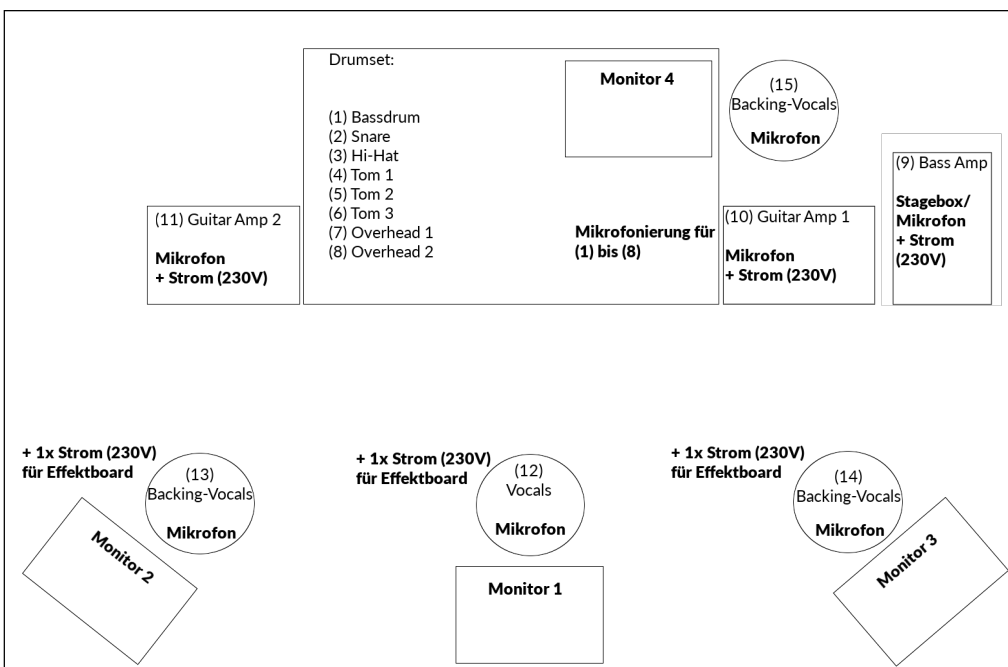 Drumset:
(1) Bassdrum
(2) Snare
(3) Hi-Hat
(4) Tom 1
(5) Tom 2
(6) Tom 3
(7) Overhead 1
(8) Overhead 2
Monitor 4
Mikrofonierung für
(1) bis (8)
(15)
Backing-Vocals
Mikrofon
(9) Bass Amp
Stagebox/
Mikrofon
+ Strom
(230V)
(11) Guitar Amp 2
Mikrofon
+ Strom (230V)
(10) Guitar Amp 1
Mikrofon
+ Strom (230V)
+ 1x Strom (230V)
für Effektboard
(13)
Backing-Vocals
Mikrofon
Monitor 2
+ 1x Strom (230V)
für Effektboard
(12)
Vocals
Mikrofon
Monitor 1
+ 1x Strom (230V)
für Effektboard
(14)
Backing-Vocals
Mikrofon
Monitor 3